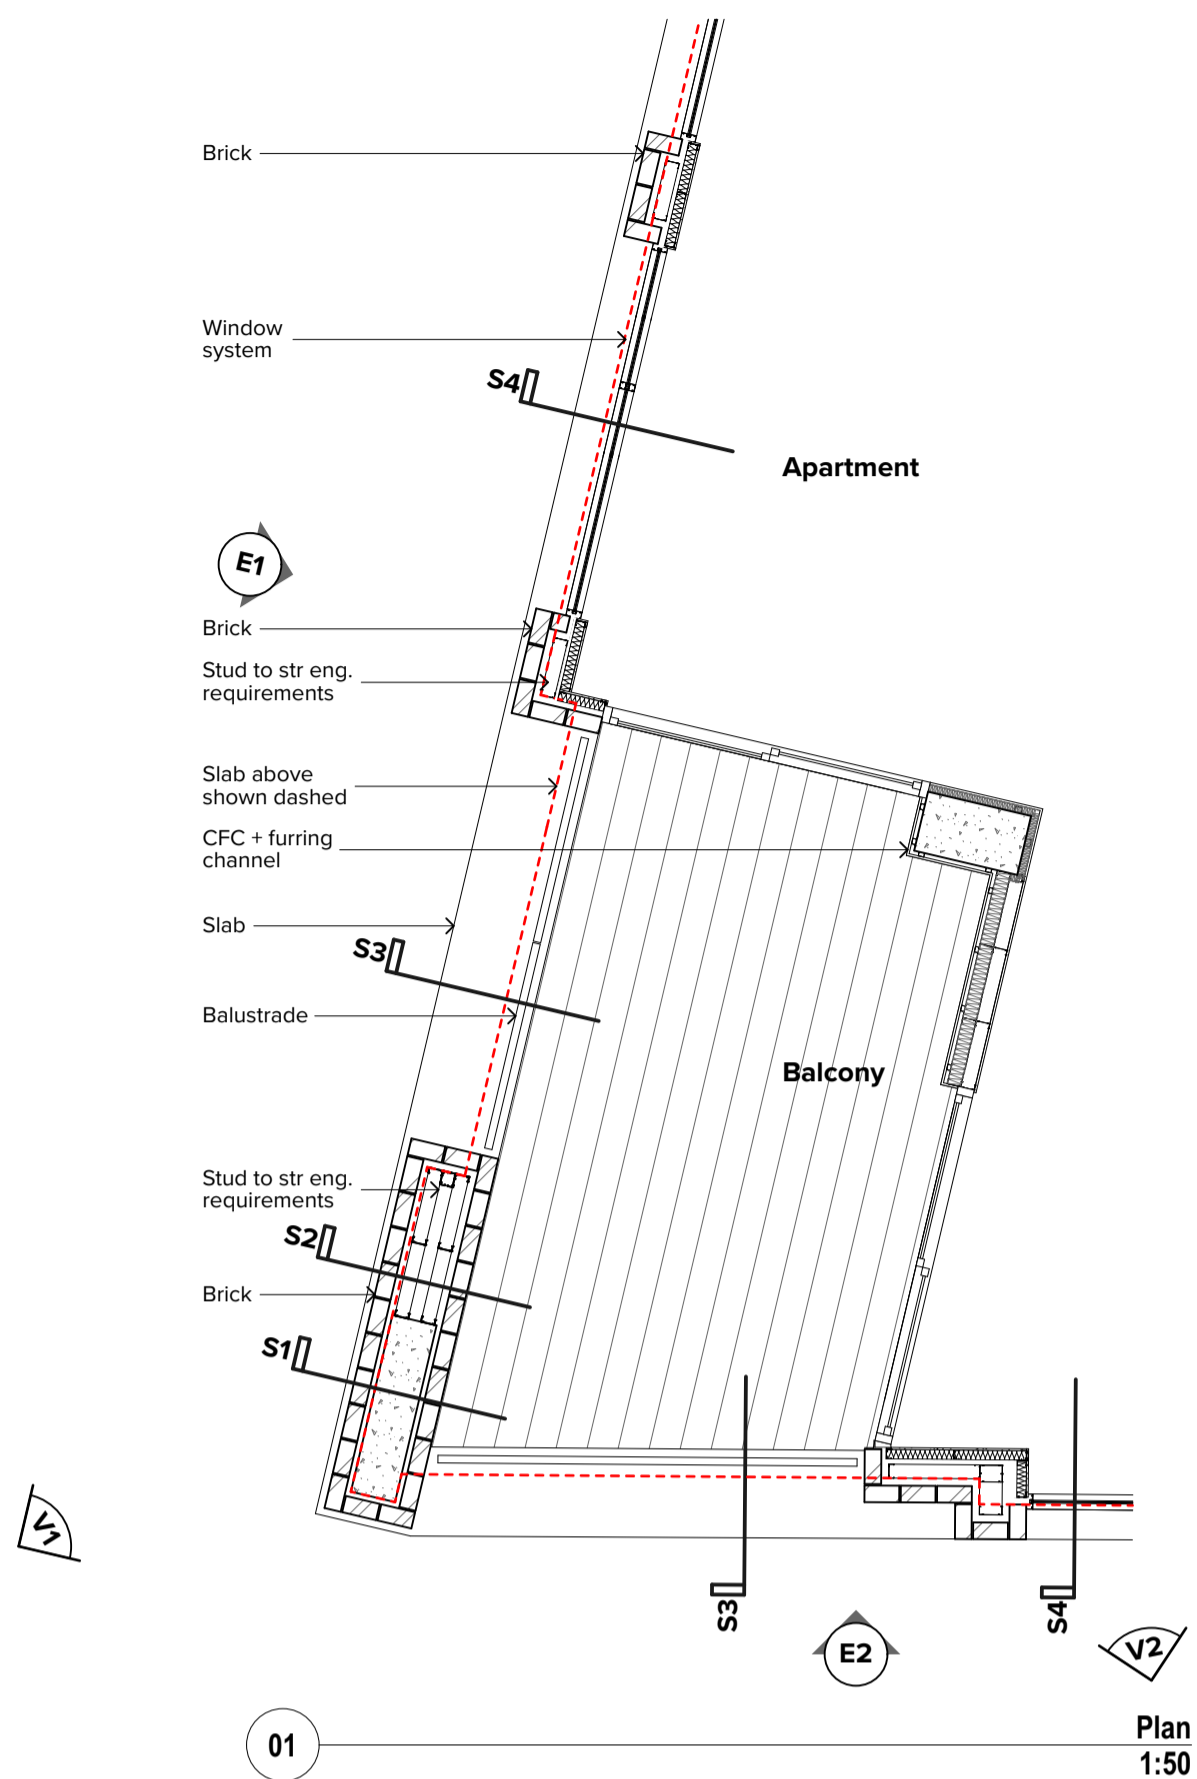 Brick
Window
system
S4
Apartment
E1
Brick
Stud to str eng.
requirements
Slab above
shown dashed
CFC + furring
channel
Slab
S3
Balustrade
Balcony
Stud to str eng.
requirements
S2
Brick
S1
V1
S3
S4
E2
V2
01
Plan
1:50